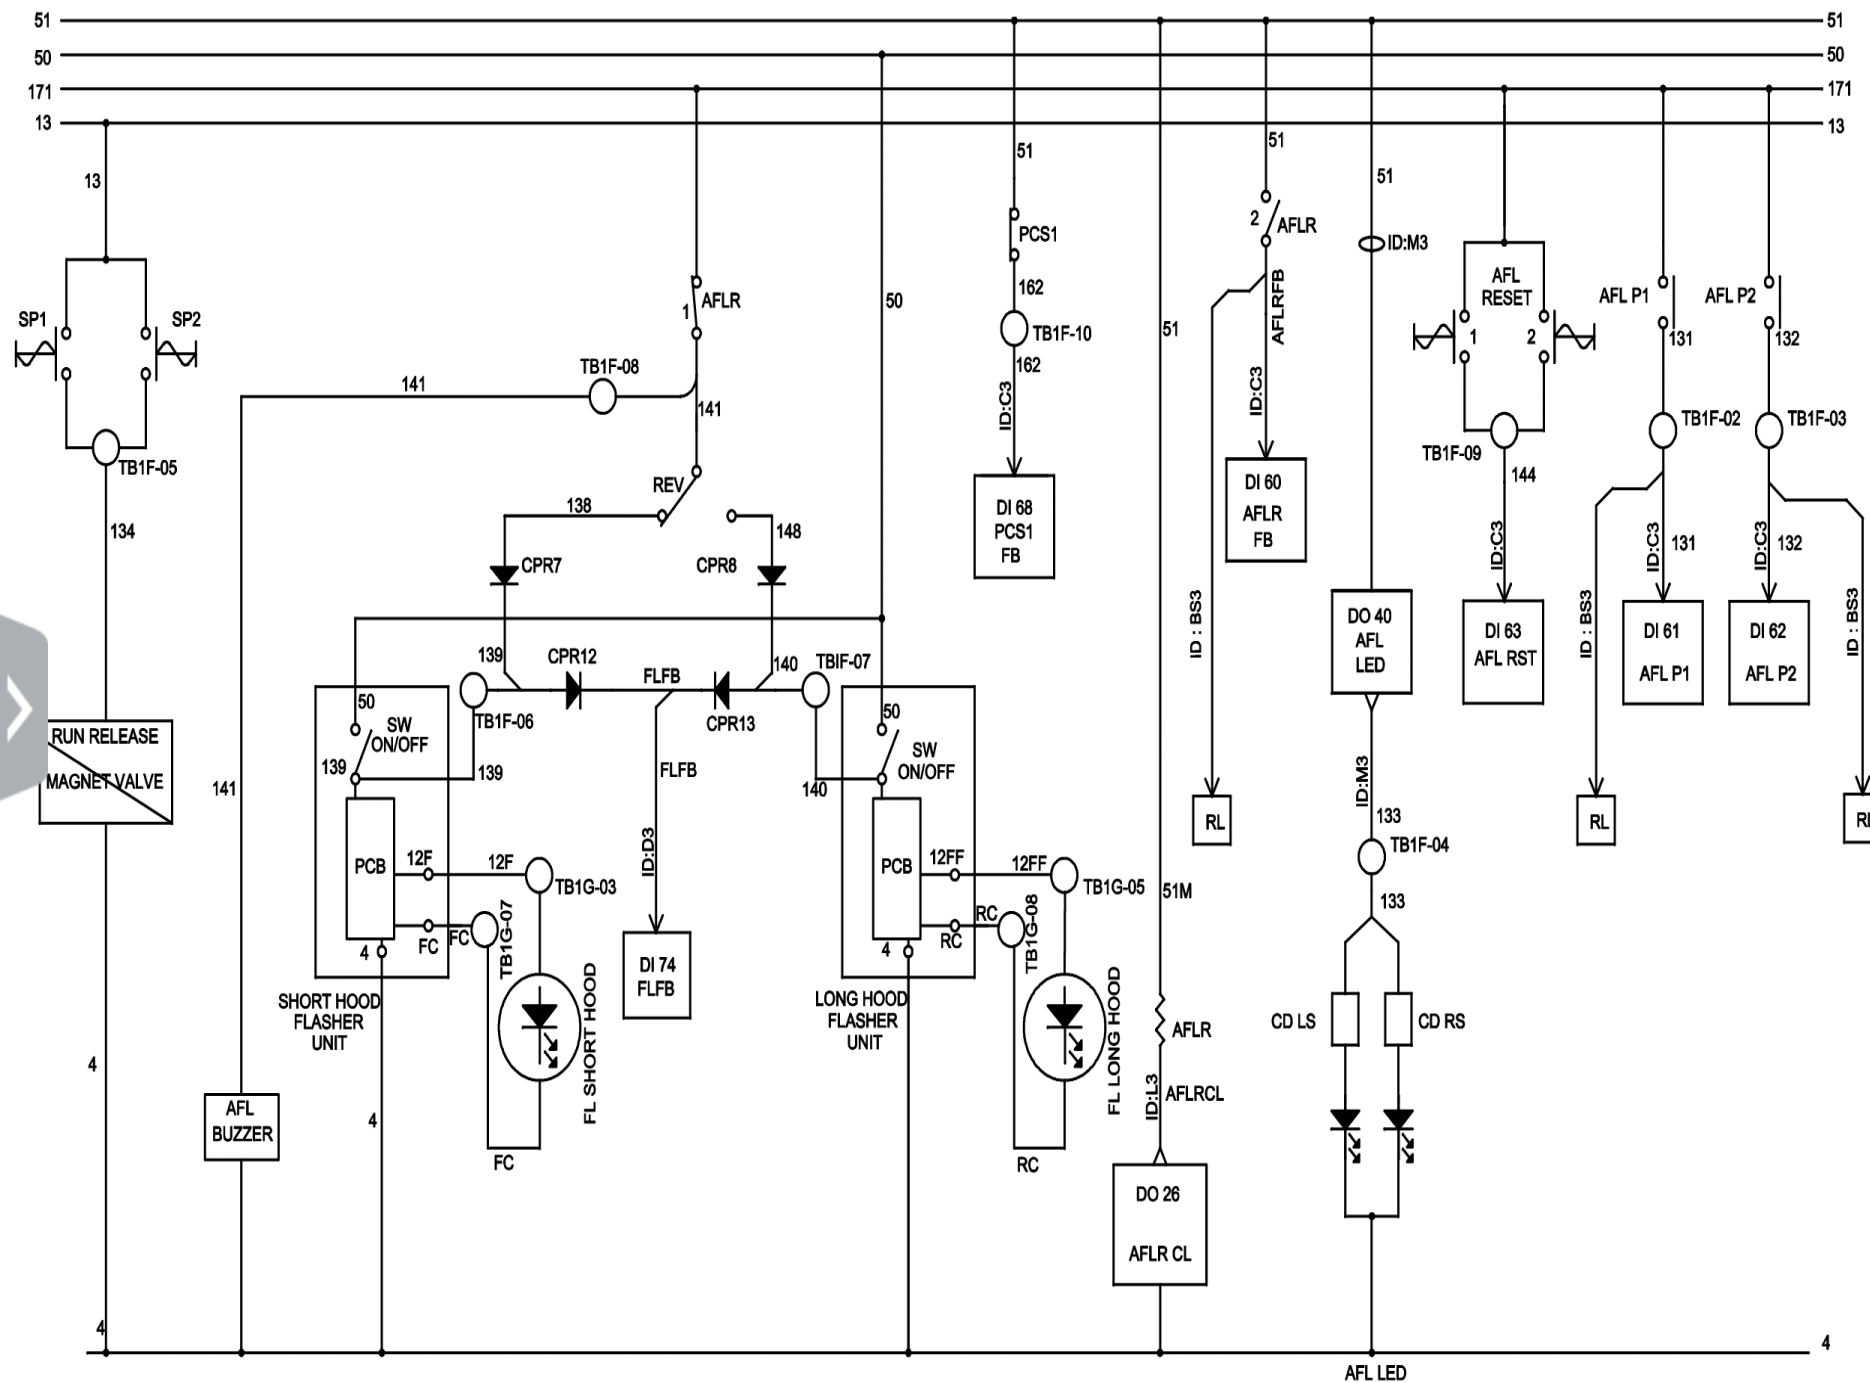 51
51
50
50
171
171
13
13
13
51
51
51
SP1
SP2
TB1F-05
134
RUN RELEASE
MAGNET VALVE
4
4
141
TB1F-08
141
141
AFL
BUZZER
1
AFLR
REV
138
148
CPR7
CPR8
50
139
CPR12
FLFB
140
TBIF-07
TB1F-06
CPR13
50
SW
ON/OFF
139
139
PCB
12F
12F
TB1G-03
FC
FC
TB1G-07
4
SHORT HOOD
FLASHER
UNIT
4
FL SHORT HOOD
FC
FLFB
ID:D3
DI 74
FLFB
50
SW
ON/OFF
140
PCB
12FF
12FF
TB1G-05
RC
RC
TB1G-08
4
LONG HOOD
FLASHER
UNIT
FL LONG HOOD
RC
PCS1
162
TB1F-10
162
ID:C3
DI 68
PCS1
FB
51
51M
AFLR
ID:L3
AFLRCL
DO 26
AFLR CL
2
AFLR
AFLRFB
ID:C3
DI 60
AFLR
FB
ID : BS3
RL
ID:M3
DO 40
AFL
LED
ID:M3
133
TB1F-04
133
CD LS
CD RS
AFL LED
AFL
RESET
1
2
TB1F-09
144
ID:C3
DI 63
AFL RST
AFL P1
131
TB1F-02
ID:C3
131
DI 61
AFL P1
ID : BS3
RL
AFL P2
132
TB1F-03
ID:C3
132
DI 62
AFL P2
ID : BS3
4